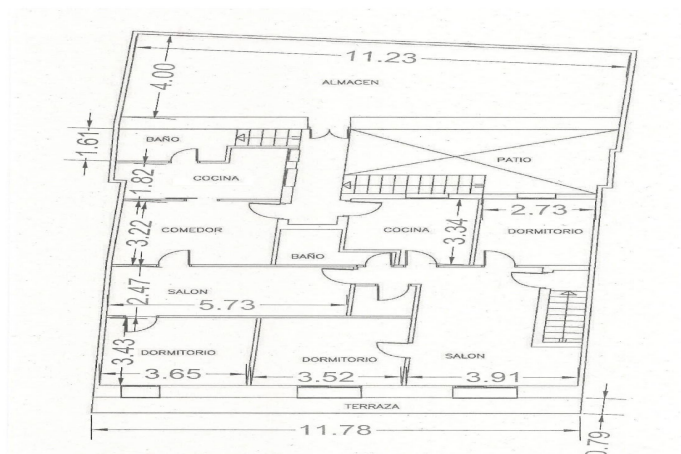 11.23
4.00
ALMACEN
1.61
BAÑO
PATIO
1.82
COCINA
2.73
3.22
COMEDOR
COCINA
3.34
DORMITORIO
BAÑO
2.47
SALON
5.73
3.43
DORMITORIO
DORMITORIO
SALON
3.65
3.52
3.91
TERRAZA
11.78
0.79